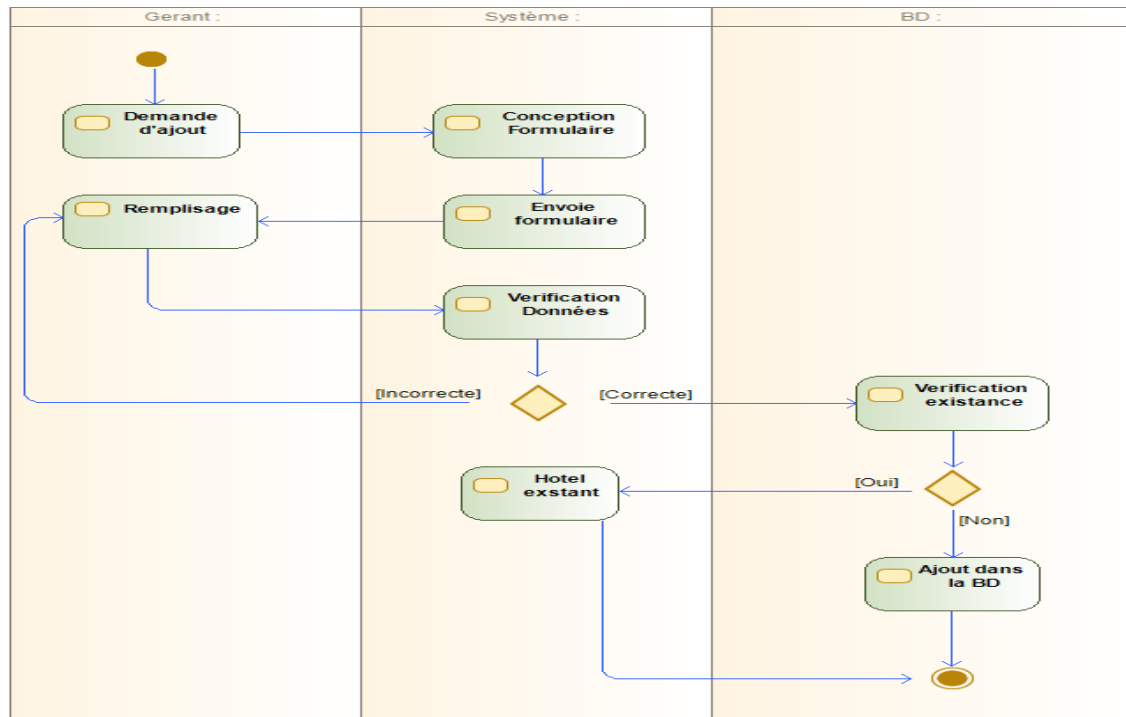 Gerant :
Système :
BD :
Demande
d'ajout
Conception
Formulaire
Remplisage
Envoie
formulaire
Verification
Données
[Incorrecte]
[Correcte]
Verification
existance
Hotel
exstant
[Oui]
[Non]
Ajout dans
la BD